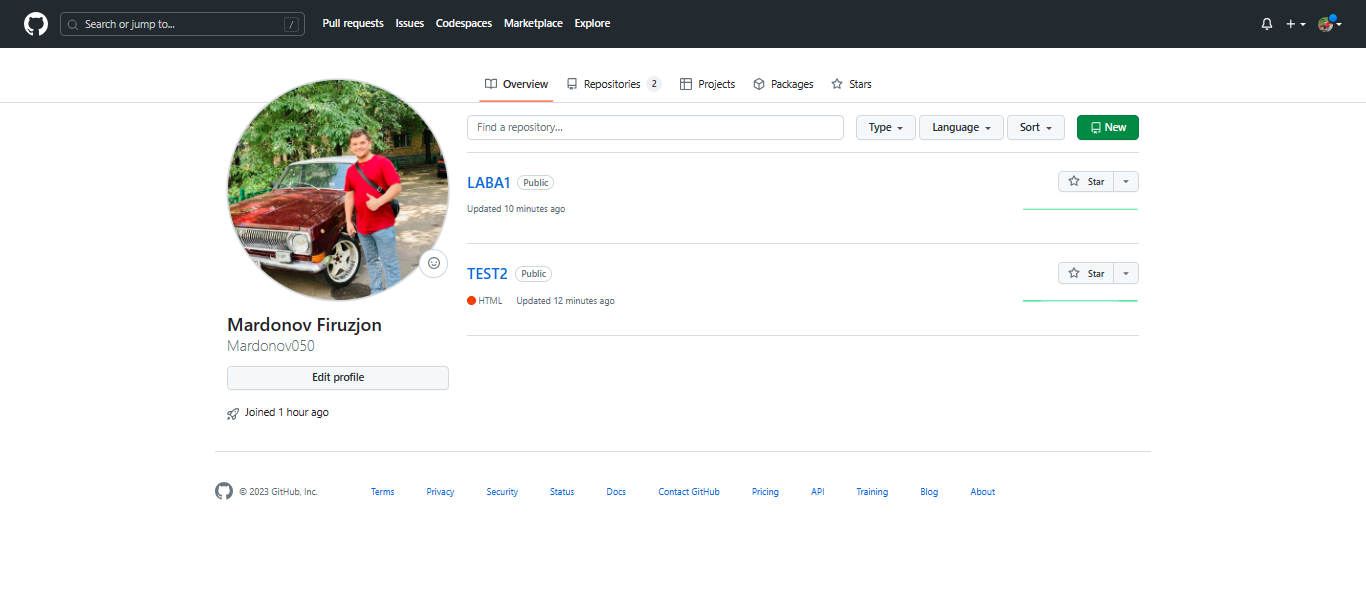 Search or jump to... /
Pull requests Issues Codespaces Marketplace Explore
Overview Repositories 2 Projects Packages Stars
Find a repository...
Type Language Sort New
LABA1 Public
Star
Updated 10 minutes ago
TEST2 Public
Star
HTML Updated 12 minutes ago
Mardonov Firuzjon
Mardonov050
Edit profile
Joined 1 hour ago
© 2023 GitHub, Inc. Terms Privacy Security Status Docs Contact GitHub Pricing API Training Blog About